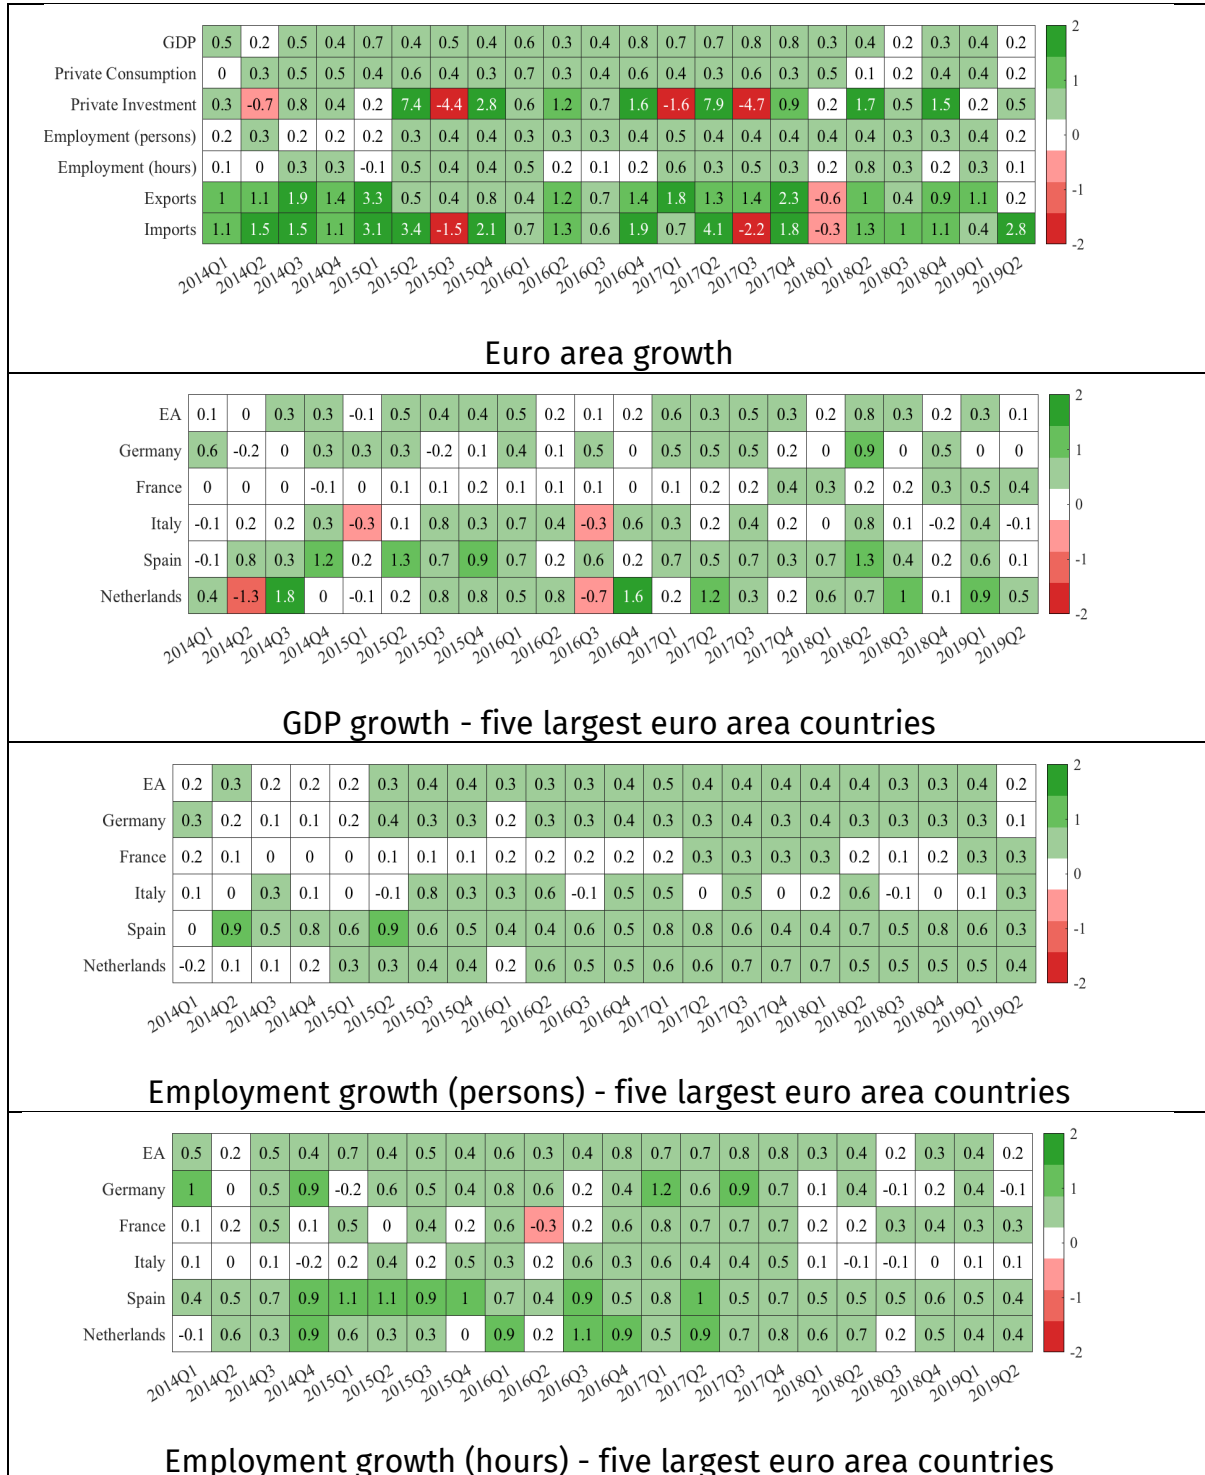 GDP 0.5 0.2 0.5 0.4 0.7 0.4 0.5 0.4 0.6 0.3 0.4 0.8 0.7 0.7 0.8 0.8 0.3 0.4 0.2 0.3 0.4 0.2 2
Private Consumption 0 0.3 0.5 0.5 0.4 0.6 0.4 0.3 0.7 0.3 0.4 0.6 0.4 0.3 0.6 0.3 0.5 0.1 0.2 0.4 0.4 0.2 1
Private Investment 0.3 -0.7 0.8 0.4 0.2 7.4 -4.4 2.8 0.6 1.2 0.7 1.6 -1.6 7.9 -4.7 0.9 0.2 1.7 0.5 1.5 0.2 0.5
Employment (persons) 0.2 0.3 0.2 0.2 0.2 0.3 0.4 0.4 0.3 0.3 0.3 0.4 0.5 0.4 0.4 0.4 0.4 0.4 0.3 0.3 0.4 0.2 0
Employment (hours) 0.1 0 0.3 0.3 -0.1 0.5 0.4 0.4 0.5 0.2 0.1 0.2 0.6 0.3 0.5 0.3 0.2 0.8 0.3 0.2 0.3 0.1
Exports 1 1.1 1.9 1.4 3.3 0.5 0.4 0.8 0.4 1.2 0.7 1.4 1.8 1.3 1.4 2.3 -0.6 1 0.4 0.9 1.1 0.2 -1
Imports 1.1 1.5 1.5 1.1 3.1 3.4 -1.5 2.1 0.7 1.3 0.6 1.9 0.7 4.1 -2.2 1.8 -0.3 1.3 1 1.1 0.4 2.8 -2
2014Q1 2014Q2 2014Q3 2014Q4 2015Q1 2015Q2 2015Q3 2015Q4 2016Q1 2016Q2 2016Q3 2016Q4 2017Q1 2017Q2 2017Q3 2017Q4 2018Q1 2018Q2 2018Q3 2018Q4 2019Q1 2019Q2
Euro area growth
EA 0.1 0 0.3 0.3 -0.1 0.5 0.4 0.4 0.5 0.2 0.1 0.2 0.6 0.3 0.5 0.3 0.2 0.8 0.3 0.2 0.3 0.1 2
Germany 0.6 -0.2 0 0.3 0.3 0.3 -0.2 0.1 0.4 0.1 0.5 0 0.5 0.5 0.5 0.2 0 0.9 0 0.5 0 0 1
France 0 0 0 -0.1 0 0.1 0.1 0.2 0.1 0.1 0.1 0 0.1 0.2 0.2 0.4 0.3 0.2 0.2 0.3 0.5 0.4 0
Italy -0.1 0.2 0.2 0.3 -0.3 0.1 0.8 0.3 0.7 0.4 -0.3 0.6 0.3 0.2 0.4 0.2 0 0.8 0.1 -0.2 0.4 -0.1
Spain -0.1 0.8 0.3 1.2 0.2 1.3 0.7 0.9 0.7 0.2 0.6 0.2 0.7 0.5 0.7 0.3 0.7 1.3 0.4 0.2 0.6 0.1 -1
Netherlands 0.4 -1.3 1.8 0 -0.1 0.2 0.8 0.8 0.5 0.8 -0.7 1.6 0.2 1.2 0.3 0.2 0.6 0.7 1 0.1 0.9 0.5 -2
2014Q1 2014Q2 2014Q3 2014Q4 2015Q1 2015Q2 2015Q3 2015Q4 2016Q1 2016Q2 2016Q3 2016Q4 2017Q1 2017Q2 2017Q3 2017Q4 2018Q1 2018Q2 2018Q3 2018Q4 2019Q1 2019Q2
GDP growth - five largest euro area countries
EA 0.2 0.3 0.2 0.2 0.2 0.3 0.4 0.4 0.3 0.3 0.3 0.4 0.5 0.4 0.4 0.4 0.4 0.4 0.3 0.3 0.4 0.2 2
Germany 0.3 0.2 0.1 0.1 0.2 0.4 0.3 0.3 0.2 0.3 0.3 0.4 0.3 0.3 0.4 0.3 0.4 0.3 0.3 0.3 0.3 0.1 1
France 0.2 0.1 0 0 0 0.1 0.1 0.1 0.2 0.2 0.2 0.2 0.2 0.3 0.3 0.3 0.3 0.2 0.1 0.2 0.3 0.3 0
Italy 0.1 0 0.3 0.1 0 -0.1 0.8 0.3 0.3 0.6 -0.1 0.5 0.5 0 0.5 0 0.2 0.6 -0.1 0 0.1 0.3
Spain 0 0.9 0.5 0.8 0.6 0.9 0.6 0.5 0.4 0.4 0.6 0.5 0.8 0.8 0.6 0.4 0.4 0.7 0.5 0.8 0.6 0.3 -1
Netherlands -0.2 0.1 0.1 0.2 0.3 0.3 0.4 0.4 0.2 0.6 0.5 0.5 0.6 0.6 0.7 0.7 0.7 0.5 0.5 0.5 0.5 0.4 -2
2014Q1 2014Q2 2014Q3 2014Q4 2015Q1 2015Q2 2015Q3 2015Q4 2016Q1 2016Q2 2016Q3 2016Q4 2017Q1 2017Q2 2017Q3 2017Q4 2018Q1 2018Q2 2018Q3 2018Q4 2019Q1 2019Q2
Employment growth (persons) - five largest euro area countries
EA 0.5 0.2 0.5 0.4 0.7 0.4 0.5 0.4 0.6 0.3 0.4 0.8 0.7 0.7 0.8 0.8 0.3 0.4 0.2 0.3 0.4 0.2 2
Germany 1 0 0.5 0.9 -0.2 0.6 0.5 0.4 0.8 0.6 0.2 0.4 1.2 0.6 0.9 0.7 0.1 0.4 -0.1 0.2 0.4 -0.1 1
France 0.1 0.2 0.5 0.1 0.5 0 0.4 0.2 0.6 -0.3 0.2 0.6 0.8 0.7 0.7 0.7 0.2 0.2 0.3 0.4 0.3 0.3 0
Italy 0.1 0 0.1 -0.2 0.2 0.4 0.2 0.5 0.3 0.2 0.6 0.3 0.6 0.4 0.4 0.5 0.1 -0.1 -0.1 0 0.1 0.1
Spain 0.4 0.5 0.7 0.9 1.1 1.1 0.9 1 0.7 0.4 0.9 0.5 0.8 1 0.5 0.7 0.5 0.5 0.5 0.6 0.5 0.4 -1
Netherlands -0.1 0.6 0.3 0.9 0.6 0.3 0.3 0 0.9 0.2 1.1 0.9 0.5 0.9 0.7 0.8 0.6 0.7 0.2 0.5 0.4 0.4 -2
2014Q1 2014Q2 2014Q3 2014Q4 2015Q1 2015Q2 2015Q3 2015Q4 2016Q1 2016Q2 2016Q3 2016Q4 2017Q1 2017Q2 2017Q3 2017Q4 2018Q1 2018Q2 2018Q3 2018Q4 2019Q1 2019Q2
Employment growth (hours) - five largest euro area countries